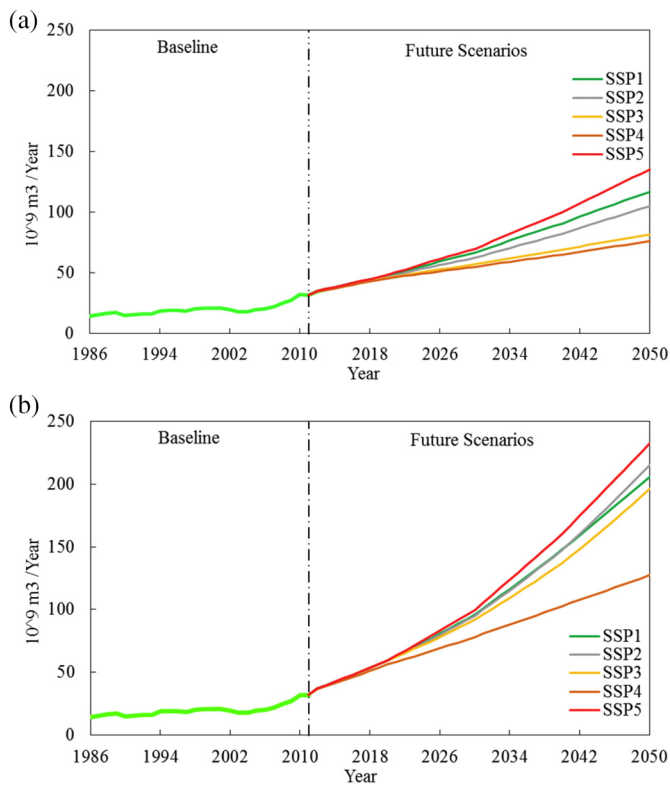 (a)
250
200
150
100
50
0
10^9 m3 /Year
Baseline
Future Scenarios
SSP1
SSP2
SSP3
SSP4
SSP5
1986 1994 2002 2010 2018 2026 2034 2042 2050
Year
(b)
250
200
150
100
50
0
10^9 m3 /Year
Baseline
Future Scenarios
SSP1
SSP2
SSP3
SSP4
SSP5
1986 1994 2002 2010 2018 2026 2034 2042 2050
Year